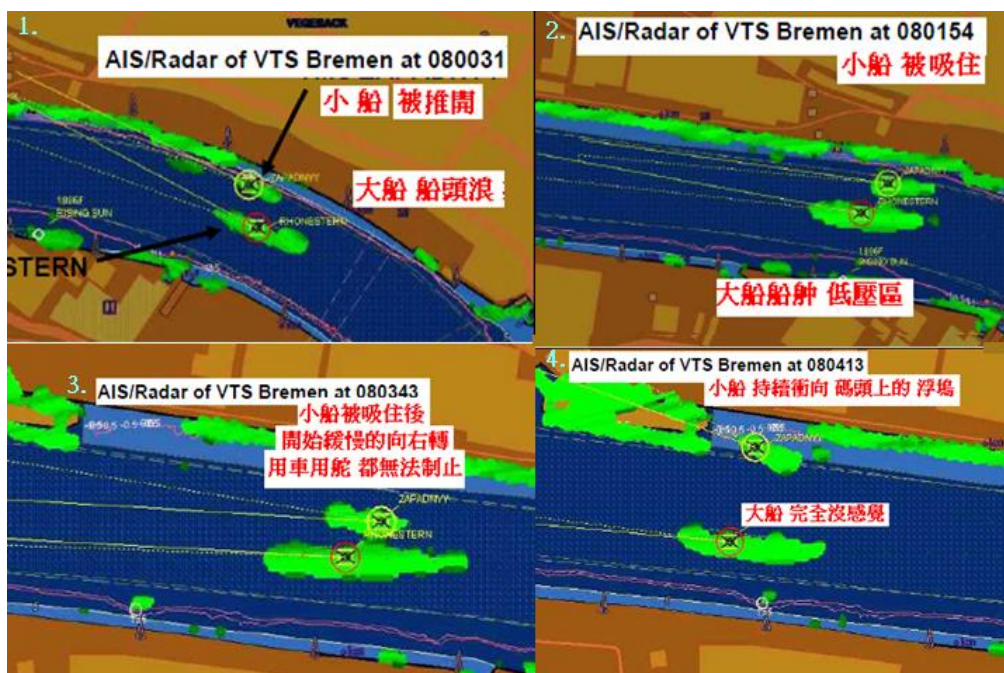 1.
VEGESACK
AIS/Radar of VTS Bremen at 080031
小 船 被推開
ZAPADNYY
大船 船頭浪
1886F
RISING SUN
RHONESTERN
STERN
2.
AIS/Radar of VTS Bremen at 080154
小船 被吸住
ZAPADNYY
RHONESTERN
1886F
RISING SUN
大船船舯 低壓區
3.
AIS/Radar of VTS Bremen at 080343
小船被吸住後
開始緩慢的向右轉
用車用舵 都無法制止
ZAPADNYY
RHONESTERN
4.
AIS/Radar of VTS Bremen at 080413
小船 持續衝向 碼頭上的 浮塢
ZAPADNYY
大船 完全沒感覺